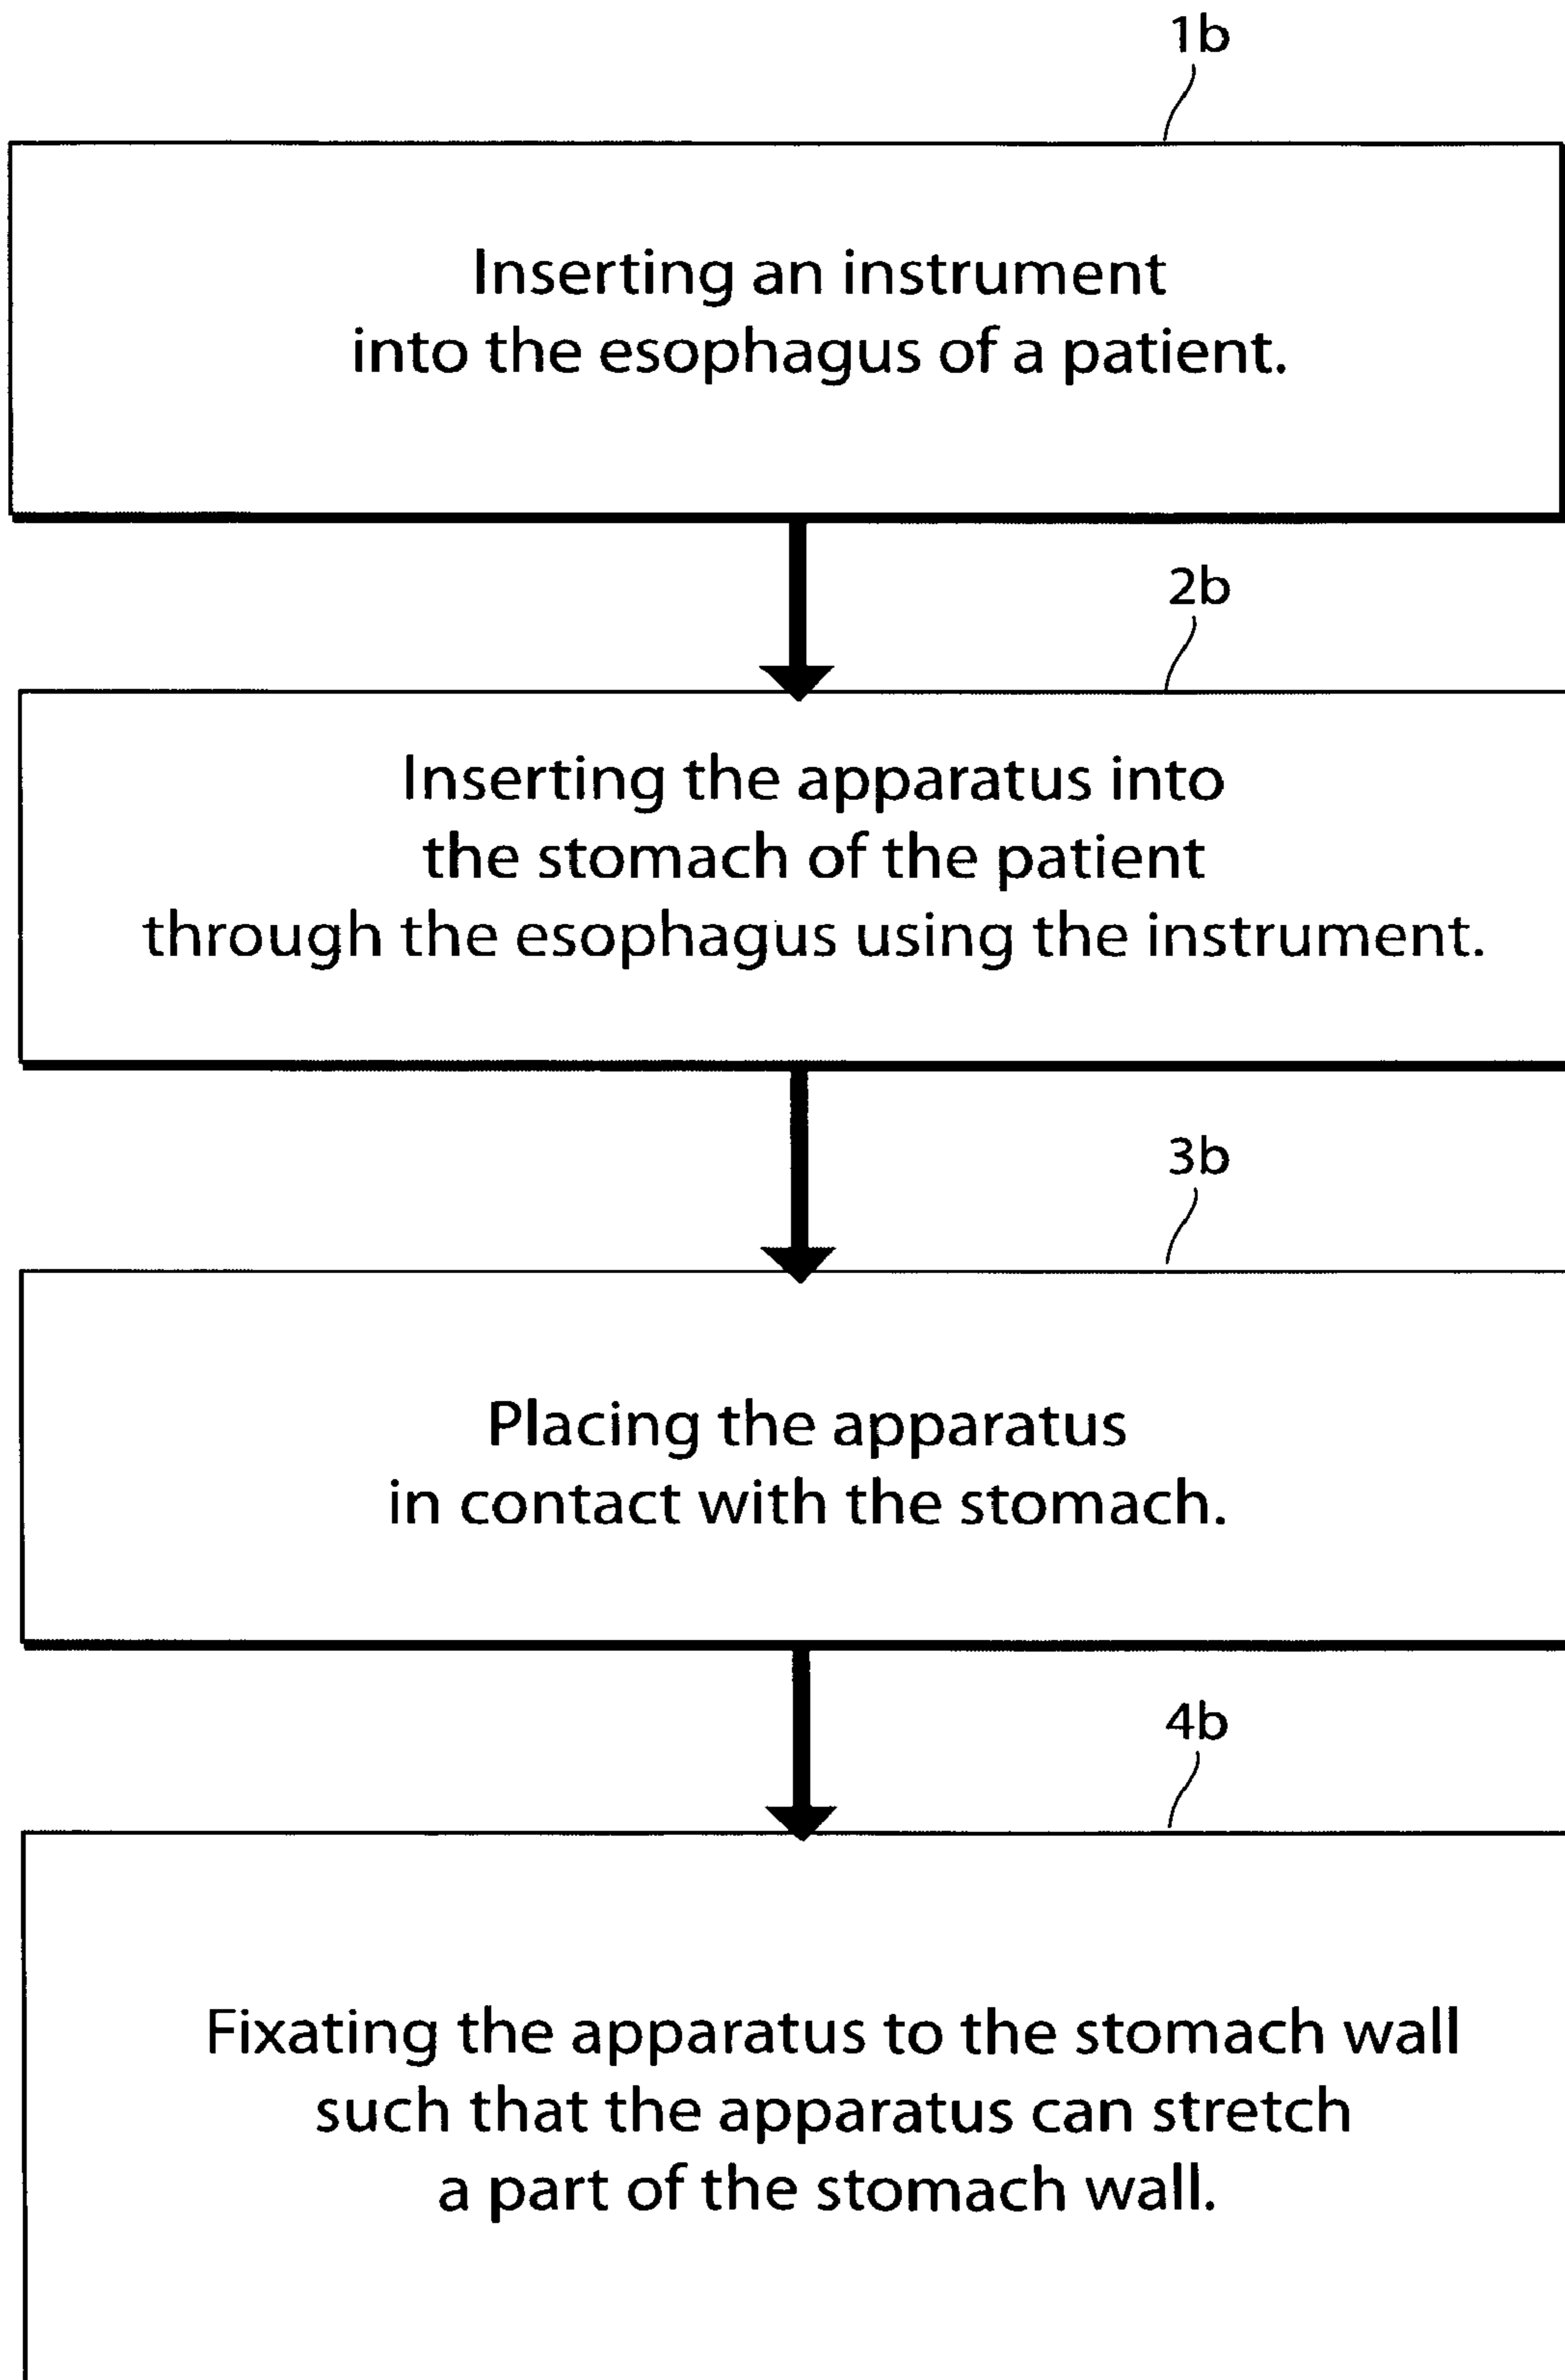 1b
Inserting an instrument
into the esophagus of a patient.
2b
Inserting the apparatus into
the stomach of the patient
through the esophagus using the instrument.
3b
Placing the apparatus
in contact with the stomach.
4b
Fixating the apparatus to the stomach wall
such that the apparatus can stretch
a part of the stomach wall.